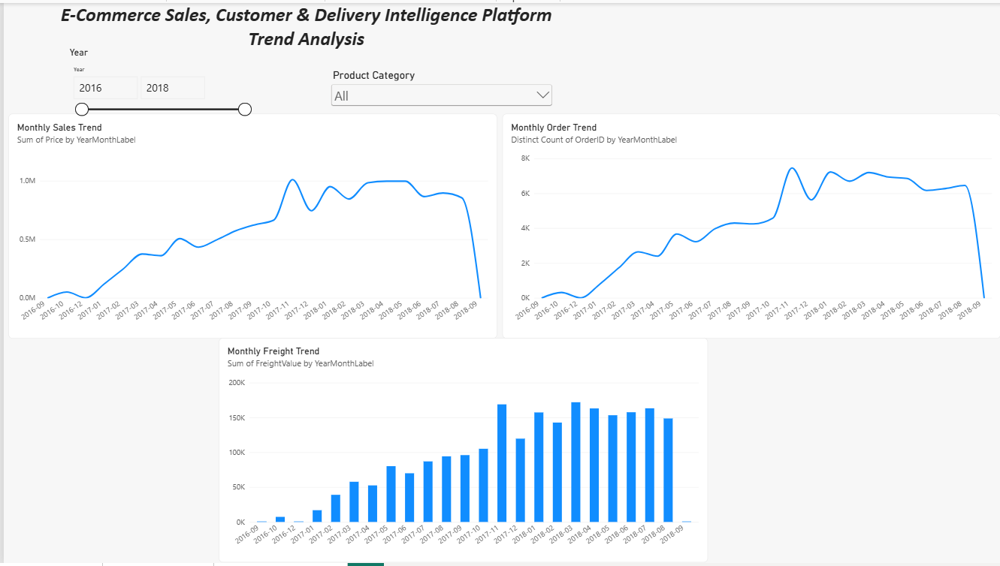 E-Commerce Sales, Customer & Delivery Intelligence Platform
Trend Analysis
Year
Year
2016
2018
Product Category
All
Monthly Sales Trend
Sum of Price by YearMonthLabel
1.0M
0.5M
0.0M
2016-09
2016-10
2016-12
2017-01
2017-02
2017-03
2017-04
2017-05
2017-06
2017-07
2017-08
2017-09
2017-10
2017-11
2017-12
2018-01
2018-02
2018-03
2018-04
2018-05
2018-06
2018-07
2018-08
2018-09
Monthly Order Trend
Distinct Count of OrderID by YearMonthLabel
8K
6K
4K
2K
0K
2016-09
2016-10
2016-12
2017-01
2017-02
2017-03
2017-04
2017-05
2017-06
2017-07
2017-08
2017-09
2017-10
2017-11
2017-12
2018-01
2018-02
2018-03
2018-04
2018-05
2018-06
2018-07
2018-08
2018-09
Monthly Freight Trend
Sum of FreightValue by YearMonthLabel
200K
150K
100K
50K
0K
2016-09
2016-10
2016-12
2017-01
2017-02
2017-03
2017-04
2017-05
2017-06
2017-07
2017-08
2017-09
2017-10
2017-11
2017-12
2018-01
2018-02
2018-03
2018-04
2018-05
2018-06
2018-07
2018-08
2018-09